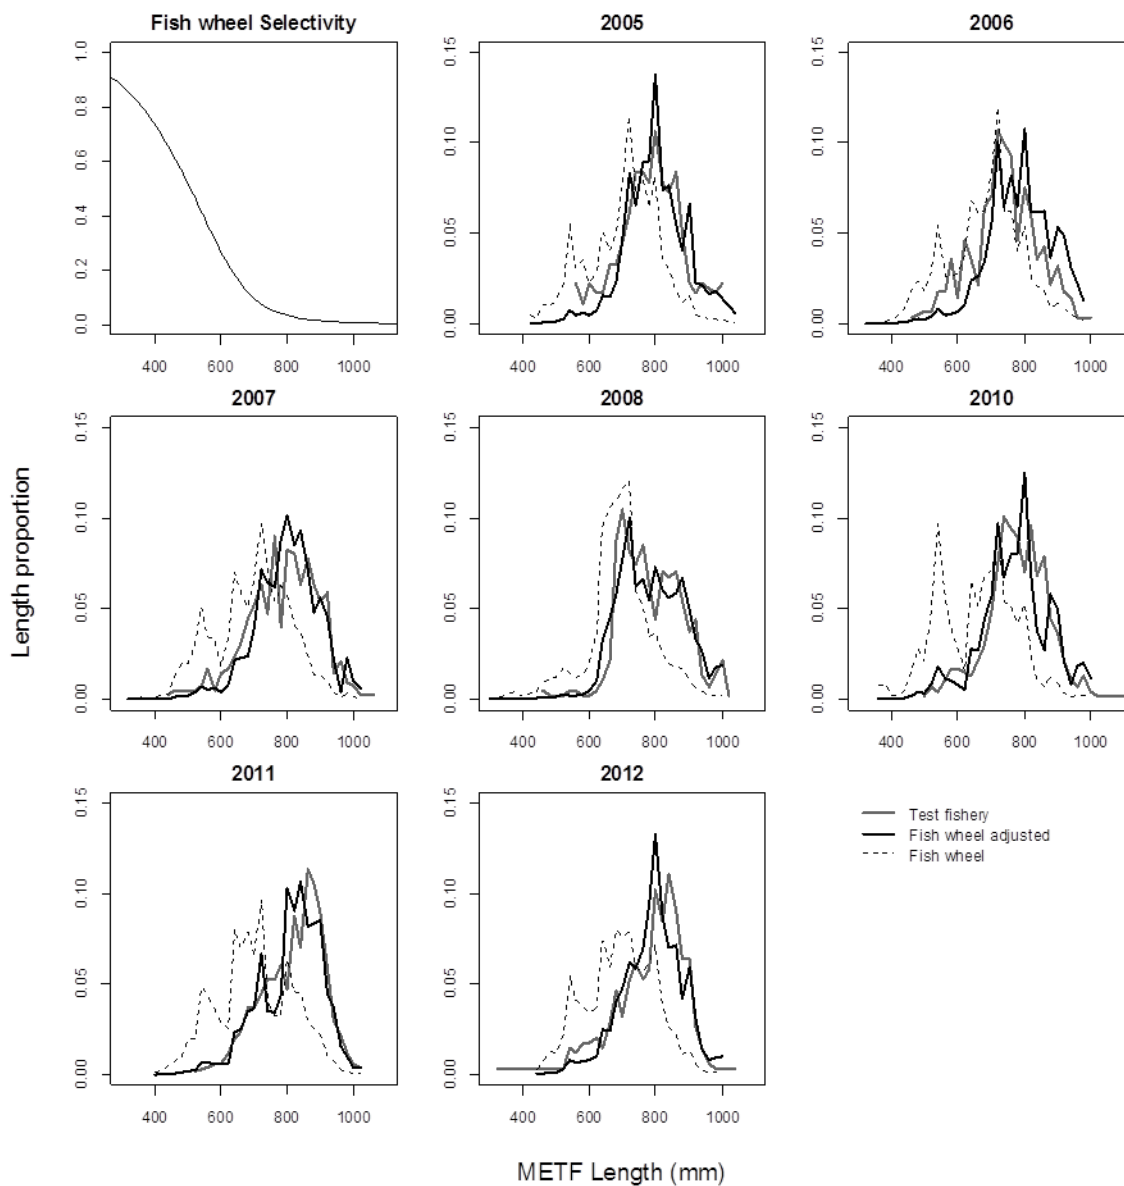 Fish wheel Selectivity
1.0
0.8
0.6
0.4
0.2
0.0
400 600 800 1000
2005
0.15
0.10
0.05
0.00
400 600 800 1000
2006
0.15
0.10
0.05
0.00
400 600 800 1000
2007
0.15
0.10
0.05
0.00
400 600 800 1000
2008
0.15
0.10
0.05
0.00
400 600 800 1000
2010
0.15
0.10
0.05
0.00
400 600 800 1000
2011
0.15
0.10
0.05
0.00
400 600 800 1000
2012
0.15
0.10
0.05
0.00
400 600 800 1000
Test fishery
Fish wheel adjusted
Fish wheel
Length proportion
METF Length (mm)